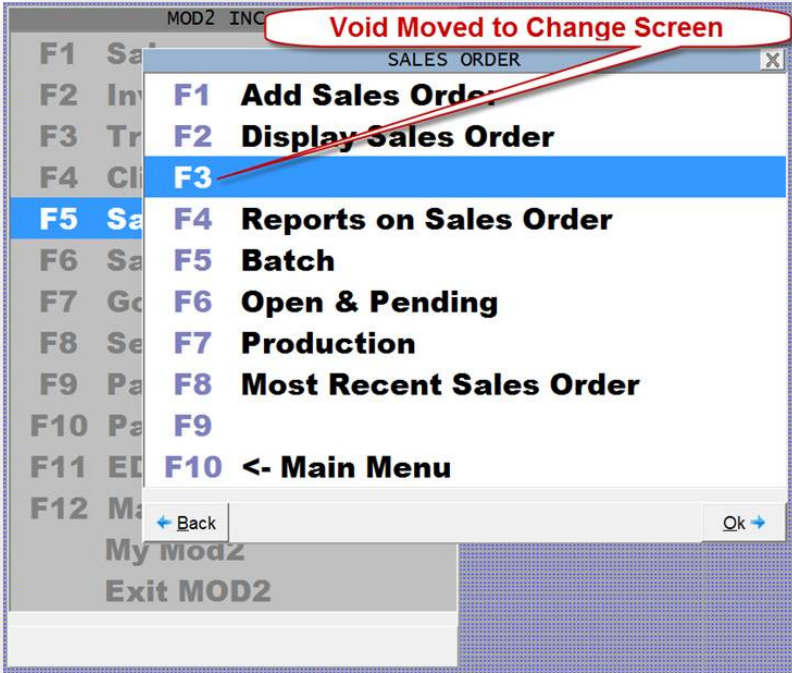 MOD2 INC
Void Moved to Change Screen
SALES ORDER
F1 Add Sales Order
F2 Display Sales Order
F3
F4 Reports on Sales Order
F5 Batch
F6 Open & Pending
F7 Production
F8 Most Recent Sales Order
F9
F10 <- Main Menu
Back
Ok
F1
F2
F3
F4
F5
F6
F7
F8
F9
F10
F11
F12
My Mod2
Exit MOD2